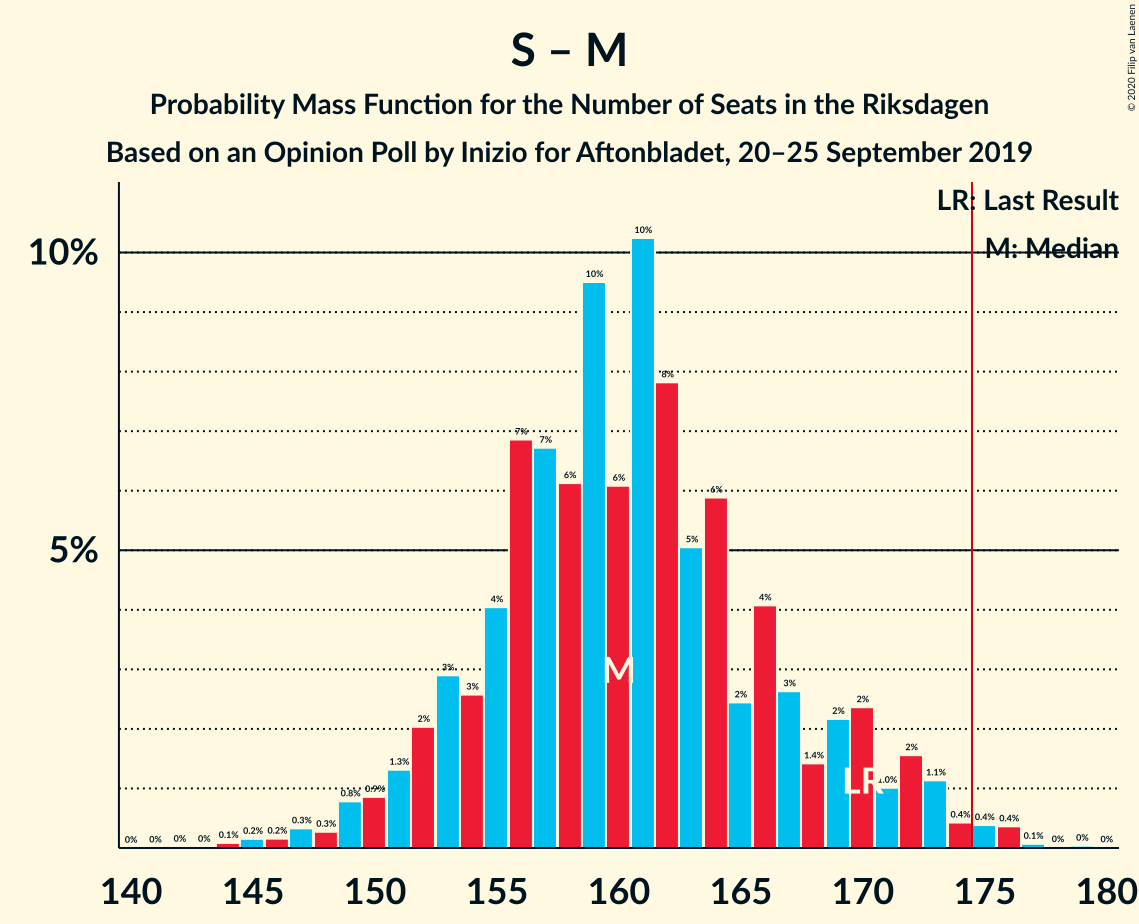 S – M
Probability Mass Function for the Number of Seats in the Riksdagen
Based on an Opinion Poll by Inizio for Aftonbladet, 20–25 September 2019
© 2020 Filip van Laenen
LR: Last Result
M: Median
10%
5%
0% 0% 0% 0% 0.1% 0.2% 0.2% 0.3% 0.3% 0.8% 0.9% 1.3% 2% 3% 3% 4% 7% 7% 6% 10% 6% 10% 8% 5% 6% 2% 4% 3% 1.4% 2% 2% 1.0% 2% 1.1% 0.4% 0.4% 0.4% 0.1% 0% 0% 0%
M
LR
140 145 150 155 160 165 170 175 180